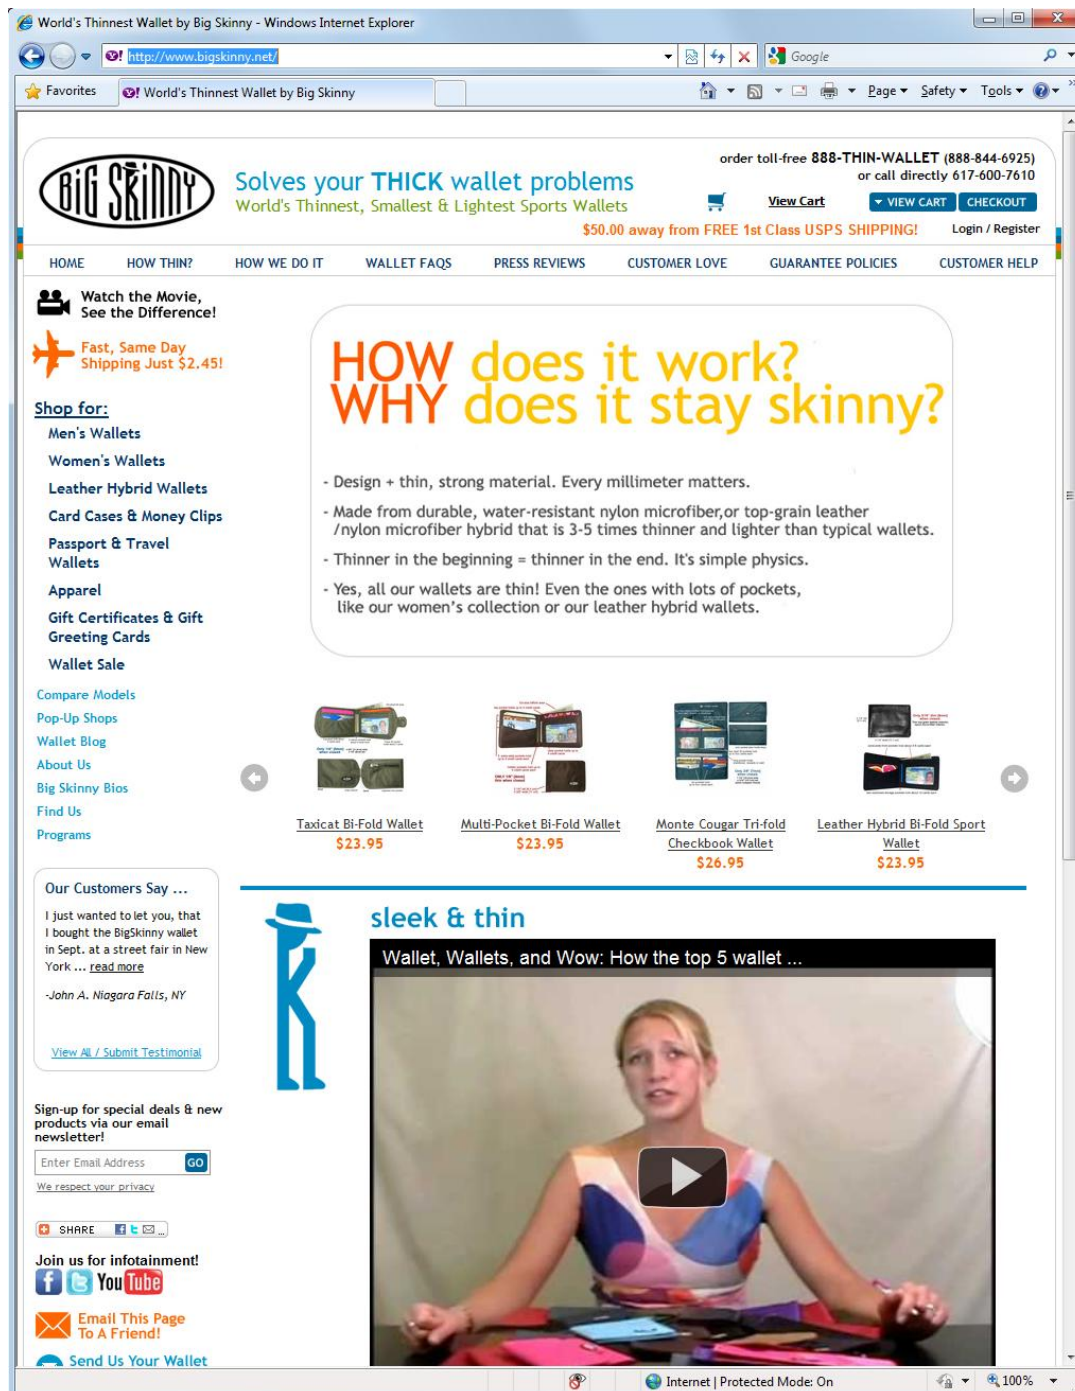 World's Thinnest Wallet by Big Skinny - Windows Internet Explorer
http://www.bigskinny.net/
Google
Favorites
World's Thinnest Wallet by Big Skinny
Page
Safety
Tools
BiG SKiNNY
Solves your THICK wallet problems
World's Thinnest, Smallest & Lightest Sports Wallets
order toll-free 888-THIN-WALLET (888-844-6925)
or call directly 617-600-7610
View Cart
VIEW CART
CHECKOUT
$50.00 away from FREE 1st Class USPS SHIPPING!
Login / Register
HOME
HOW THIN?
HOW WE DO IT
WALLET FAQS
PRESS REVIEWS
CUSTOMER LOVE
GUARANTEE POLICIES
CUSTOMER HELP
Watch the Movie,
See the Difference!
Fast, Same Day
Shipping Just $2.45!
Shop for:
Men's Wallets
Women's Wallets
Leather Hybrid Wallets
Card Cases & Money Clips
Passport & Travel
Wallets
Apparel
Gift Certificates & Gift
Greeting Cards
Wallet Sale
Compare Models
Pop-Up Shops
Wallet Blog
About Us
Big Skinny Bios
Find Us
Programs
HOW does it work?
WHY does it stay skinny?
- Design + thin, strong material. Every millimeter matters.
- Made from durable, water-resistant nylon microfiber,or top-grain leather
/nylon microfiber hybrid that is 3-5 times thinner and lighter than typical wallets.
- Thinner in the beginning = thinner in the end. It's simple physics.
- Yes, all our wallets are thin! Even the ones with lots of pockets,
like our women's collection or our leather hybrid wallets.
Taxicat Bi-Fold Wallet
$23.95
Multi-Pocket Bi-Fold Wallet
$23.95
Monte Cougar Tri-fold
Checkbook Wallet
$26.95
Leather Hybrid Bi-Fold Sport
Wallet
$23.95
Our Customers Say ...
I just wanted to let you, that
I bought the BigSkinny wallet
in Sept. at a street fair in New
York ... read more
-John A. Niagara Falls, NY
View All / Submit Testimonial
sleek & thin
Wallet, Wallets, and Wow: How the top 5 wallet ...
Sign-up for special deals & new
products via our email
newsletter!
Enter Email Address
GO
We respect your privacy
SHARE
Join us for infotainment!
YouTube
Email This Page
To A Friend!
Send Us Your Wallet
Internet | Protected Mode: On
100%